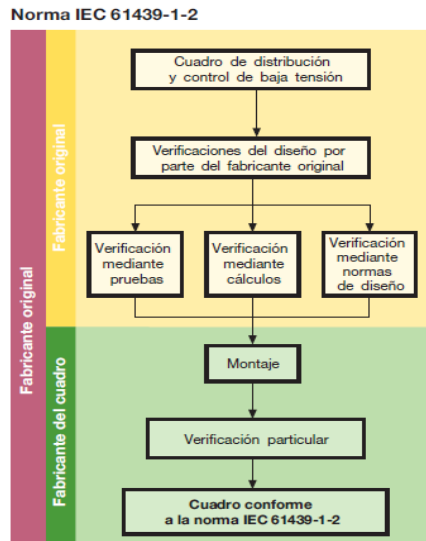 Norma IEC 61439-1-2
Fabricante original
Fabricante original
Cuadro de distribución
y control de baja tensión
Verificaciones del diseño por
parte del fabricante original
Verificación
mediante
pruebas
Verificación
mediante
cálculos
Verificación
mediante
normas
de diseño
Fabricante del cuadro
Montaje
Verificación particular
Cuadro conforme
a la norma IEC 61439-1-2